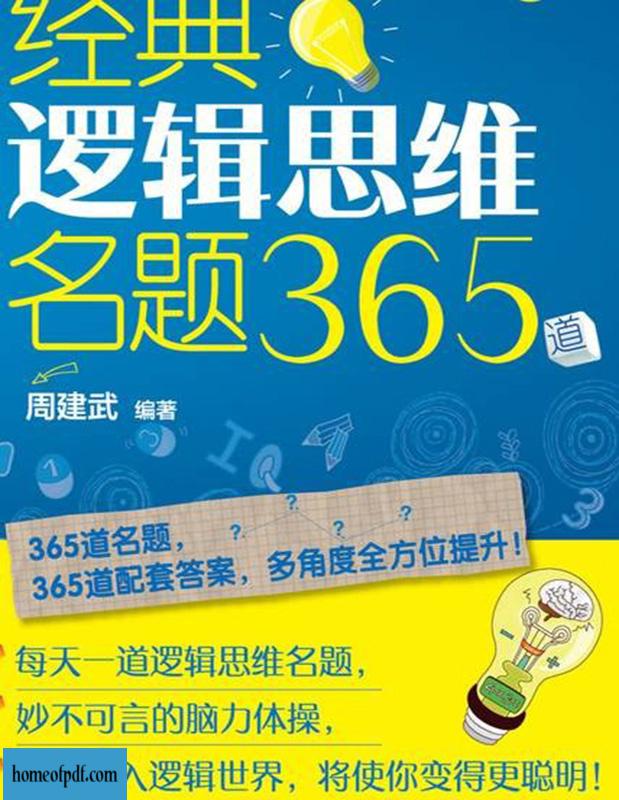 经典
逻辑思维
名题365道
周建武 编著
1
IQ
3
365道名题，
365道配套答案，多角度全方位提升！
? ? ? ?
每天一道逻辑思维名题，
妙不可言的脑力体操，
入逻辑世界，将使你变得更聪明！
homeofpdf.com